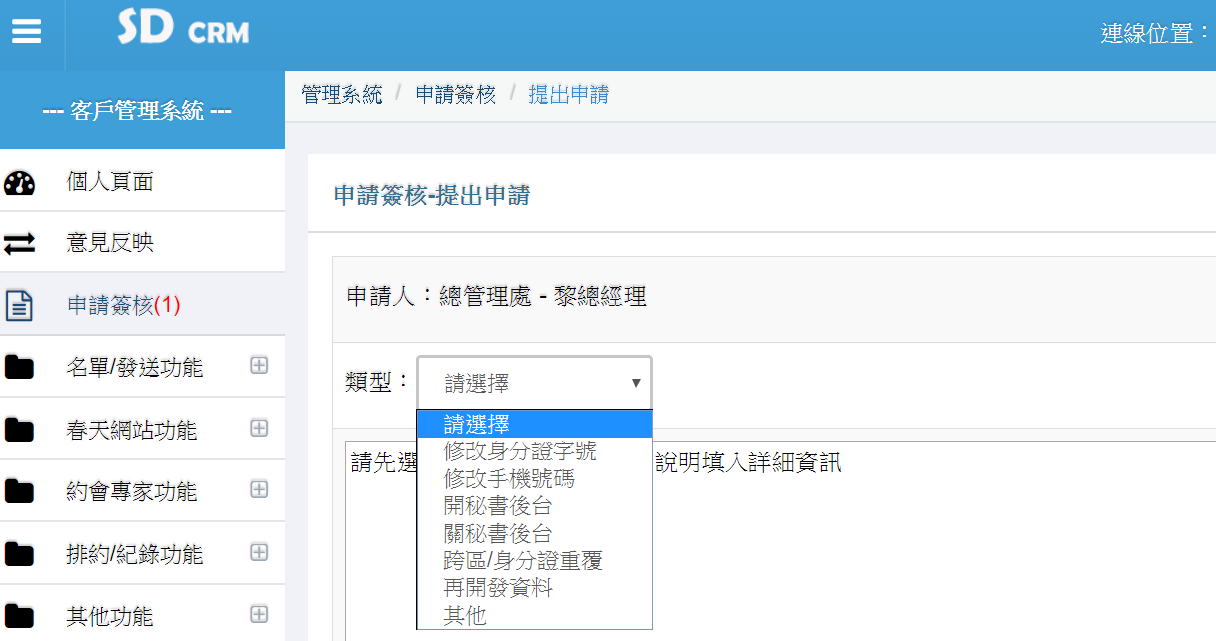 SD CRM
連線位置：
--- 客戶管理系統 ---
管理系統 / 申請簽核 / 提出申請
個人頁面
意見反映
申請簽核(1)
名單/發送功能
春天網站功能
約會專家功能
排約/紀錄功能
其他功能
申請簽核-提出申請
申請人：總管理處 - 黎總經理
類型：
請選擇
請選擇
修改身分證字號
修改手機號碼
開秘書後台
關秘書後台
跨區/身分證重覆
再開發資料
其他
請先選 說明填入詳細資訊